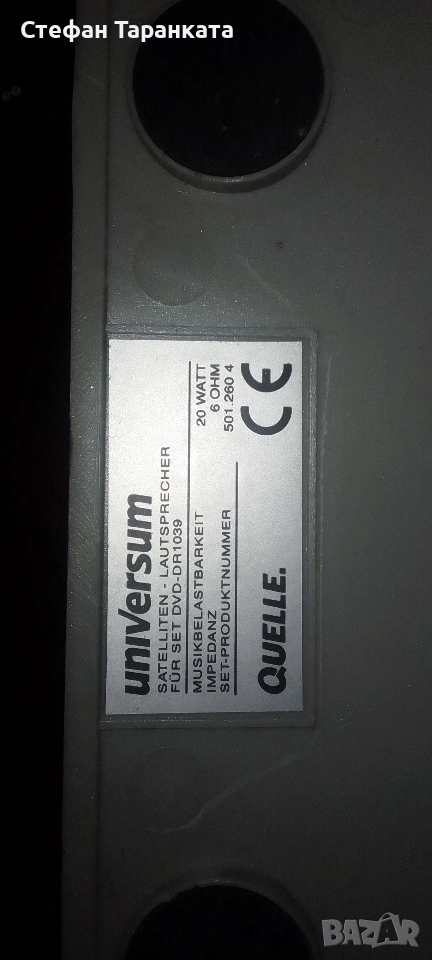 Стефан Таранката
universum
SATELLITEN - LAUTSPRECHER
FÜR SET DVD-DR1039
MUSIKBELASTBARKEIT 20 WATT
IMPEDANZ 6 OHM
SET-PRODUKTNUMMER 501.260 4
QUELLE. CE
BAZAR